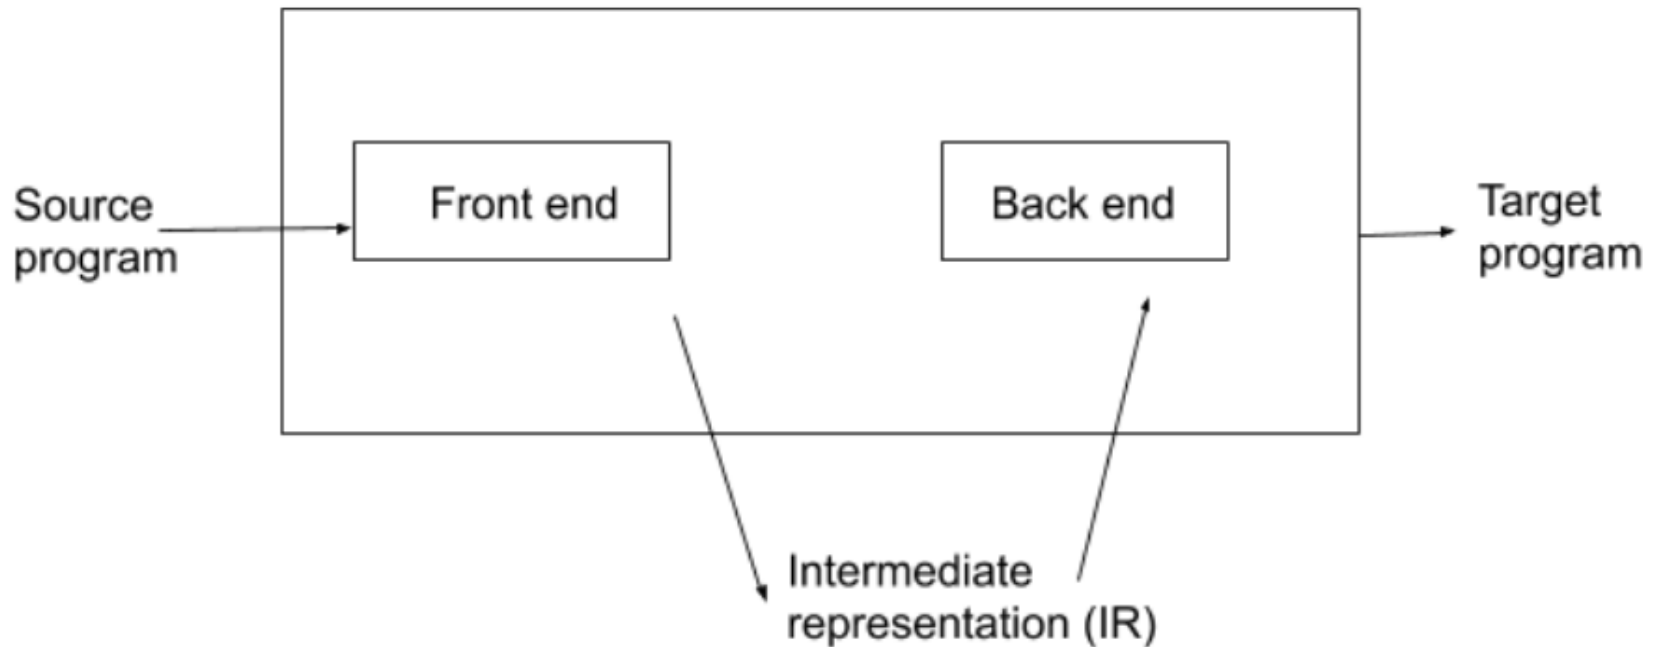 Source
program
Front end
Back end
Target
program
Intermediate
representation (IR)